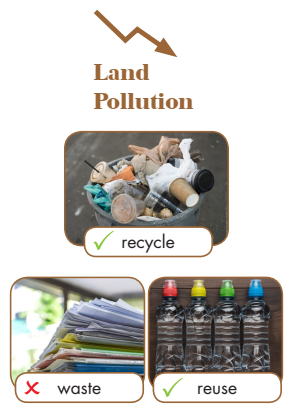 Land
Pollution
recycle
waste
reuse